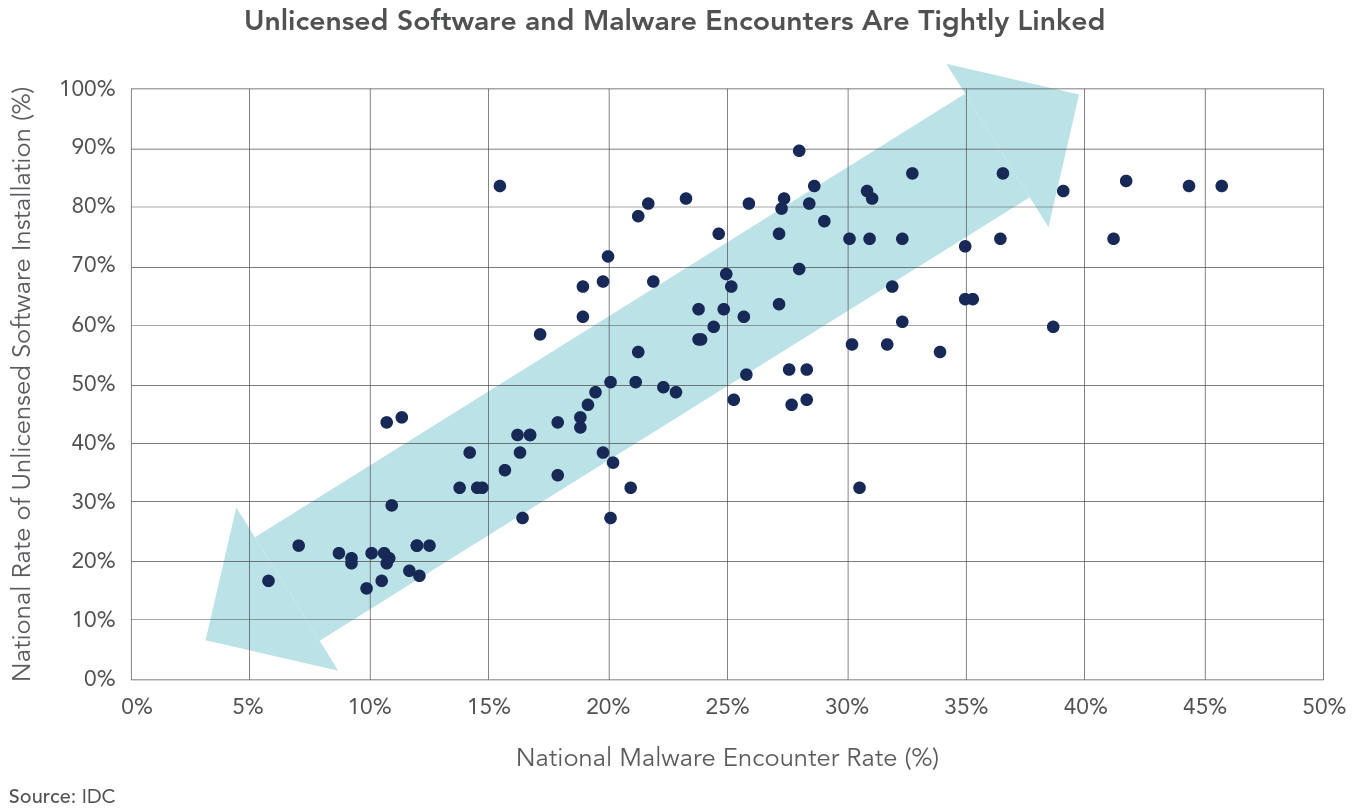 Unlicensed Software and Malware Encounters Are Tightly Linked
National Rate of Unlicensed Software Installation (%)
100%
90%
80%
70%
60%
50%
40%
30%
20%
10%
0%
0% 5% 10% 15% 20% 25% 30% 35% 40% 45% 50%
National Malware Encounter Rate (%)
Source: IDC